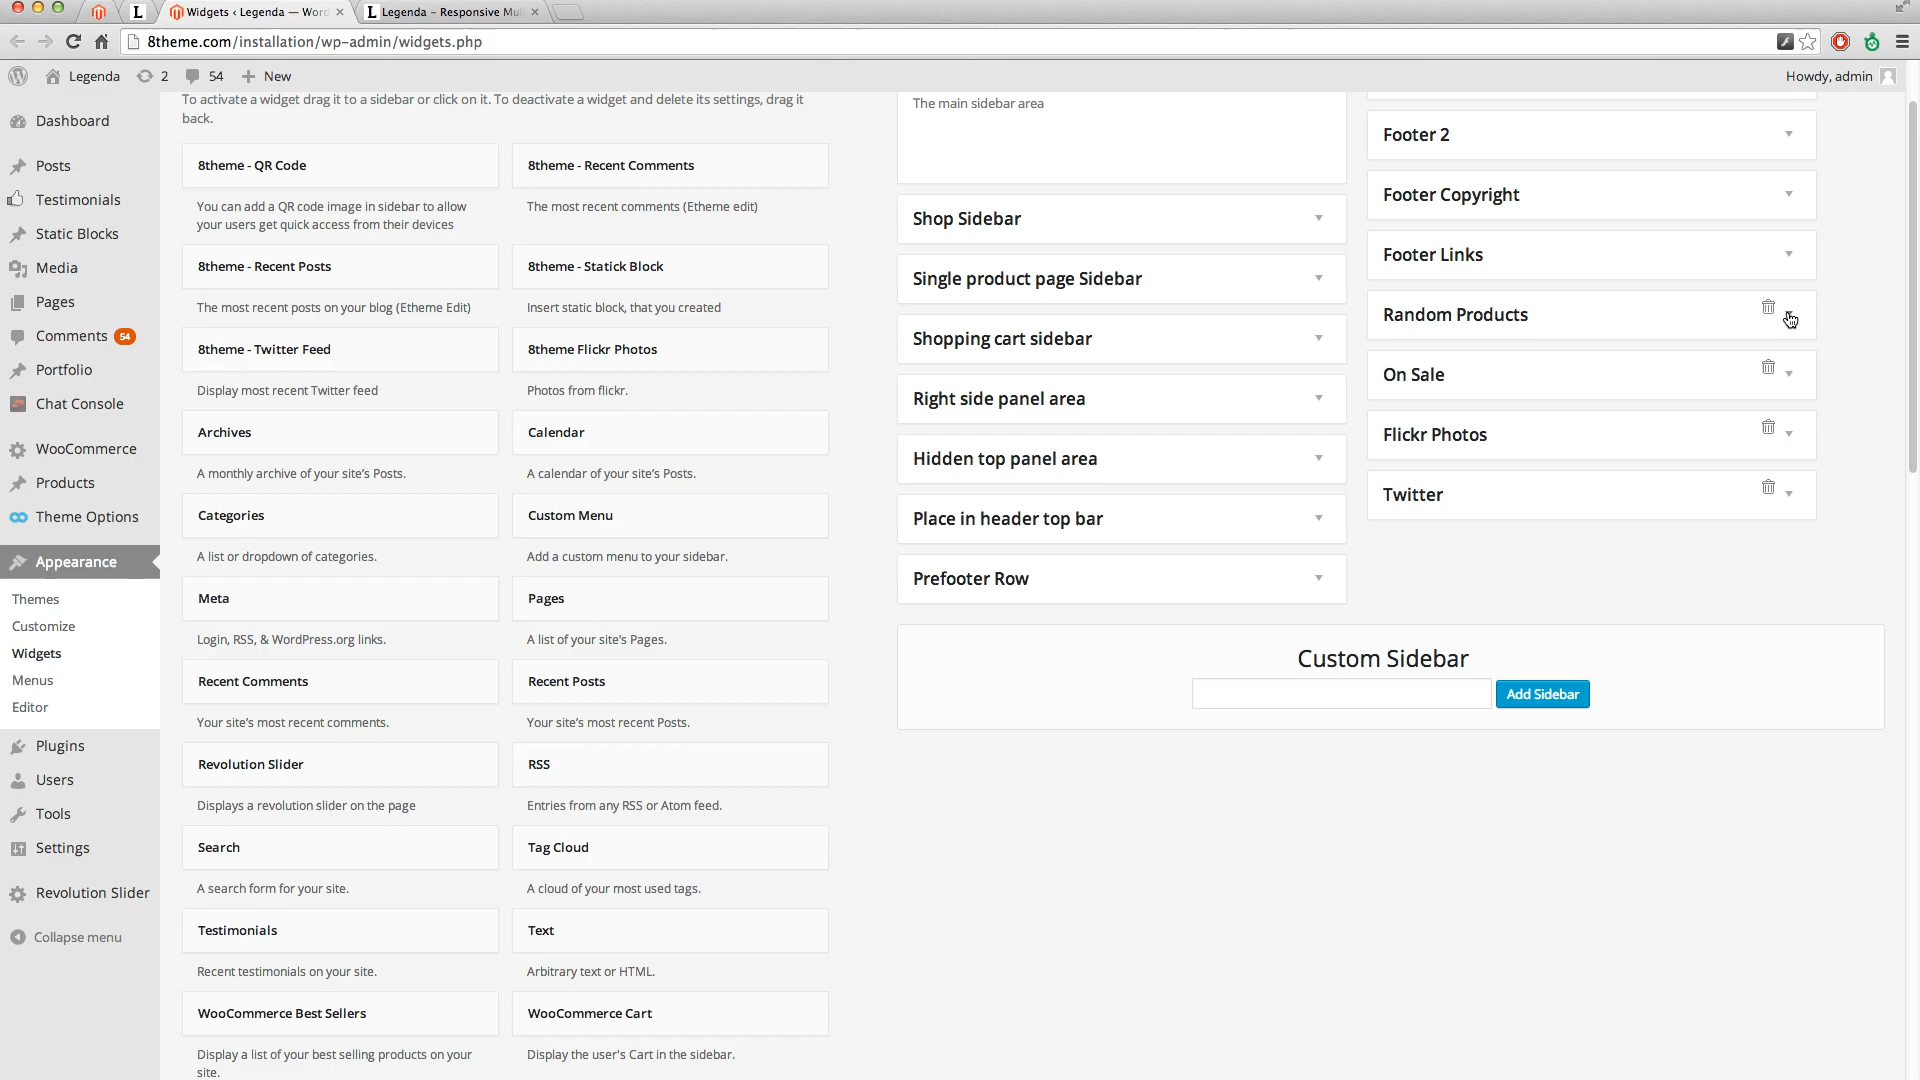 Widgets ‹ Legenda — Wor
Legenda – Responsive Mul
8theme.com/installation/wp-admin/widgets.php
Legenda
2
54
New
Howdy, admin
Dashboard
Posts
Testimonials
Static Blocks
Media
Pages
Comments 54
Portfolio
Chat Console
WooCommerce
Products
Theme Options
Appearance
Themes
Customize
Widgets
Menus
Editor
Plugins
Users
Tools
Settings
Revolution Slider
Collapse menu
To activate a widget drag it to a sidebar or click on it. To deactivate a widget and delete its settings, drag it
back.
8theme - QR Code
You can add a QR code image in sidebar to allow
your users get quick access from their devices
8theme - Recent Comments
The most recent comments (Etheme edit)
8theme - Recent Posts
The most recent posts on your blog (Etheme Edit)
8theme - Statick Block
Insert static block, that you created
8theme - Twitter Feed
Display most recent Twitter feed
8theme Flickr Photos
Photos from flickr.
Archives
A monthly archive of your site’s Posts.
Calendar
A calendar of your site’s Posts.
Categories
A list or dropdown of categories.
Custom Menu
Add a custom menu to your sidebar.
Meta
Login, RSS, & WordPress.org links.
Pages
A list of your site’s Pages.
Recent Comments
Your site’s most recent comments.
Recent Posts
Your site’s most recent Posts.
Revolution Slider
Displays a revolution slider on the page
RSS
Entries from any RSS or Atom feed.
Search
A search form for your site.
Tag Cloud
A cloud of your most used tags.
Testimonials
Recent testimonials on your site.
Text
Arbitrary text or HTML.
WooCommerce Best Sellers
Display a list of your best selling products on your
site.
WooCommerce Cart
Display the user's Cart in the sidebar.
The main sidebar area
Shop Sidebar
Single product page Sidebar
Shopping cart sidebar
Right side panel area
Hidden top panel area
Place in header top bar
Prefooter Row
Footer 2
Footer Copyright
Footer Links
Random Products
On Sale
Flickr Photos
Twitter
Custom Sidebar
Add Sidebar